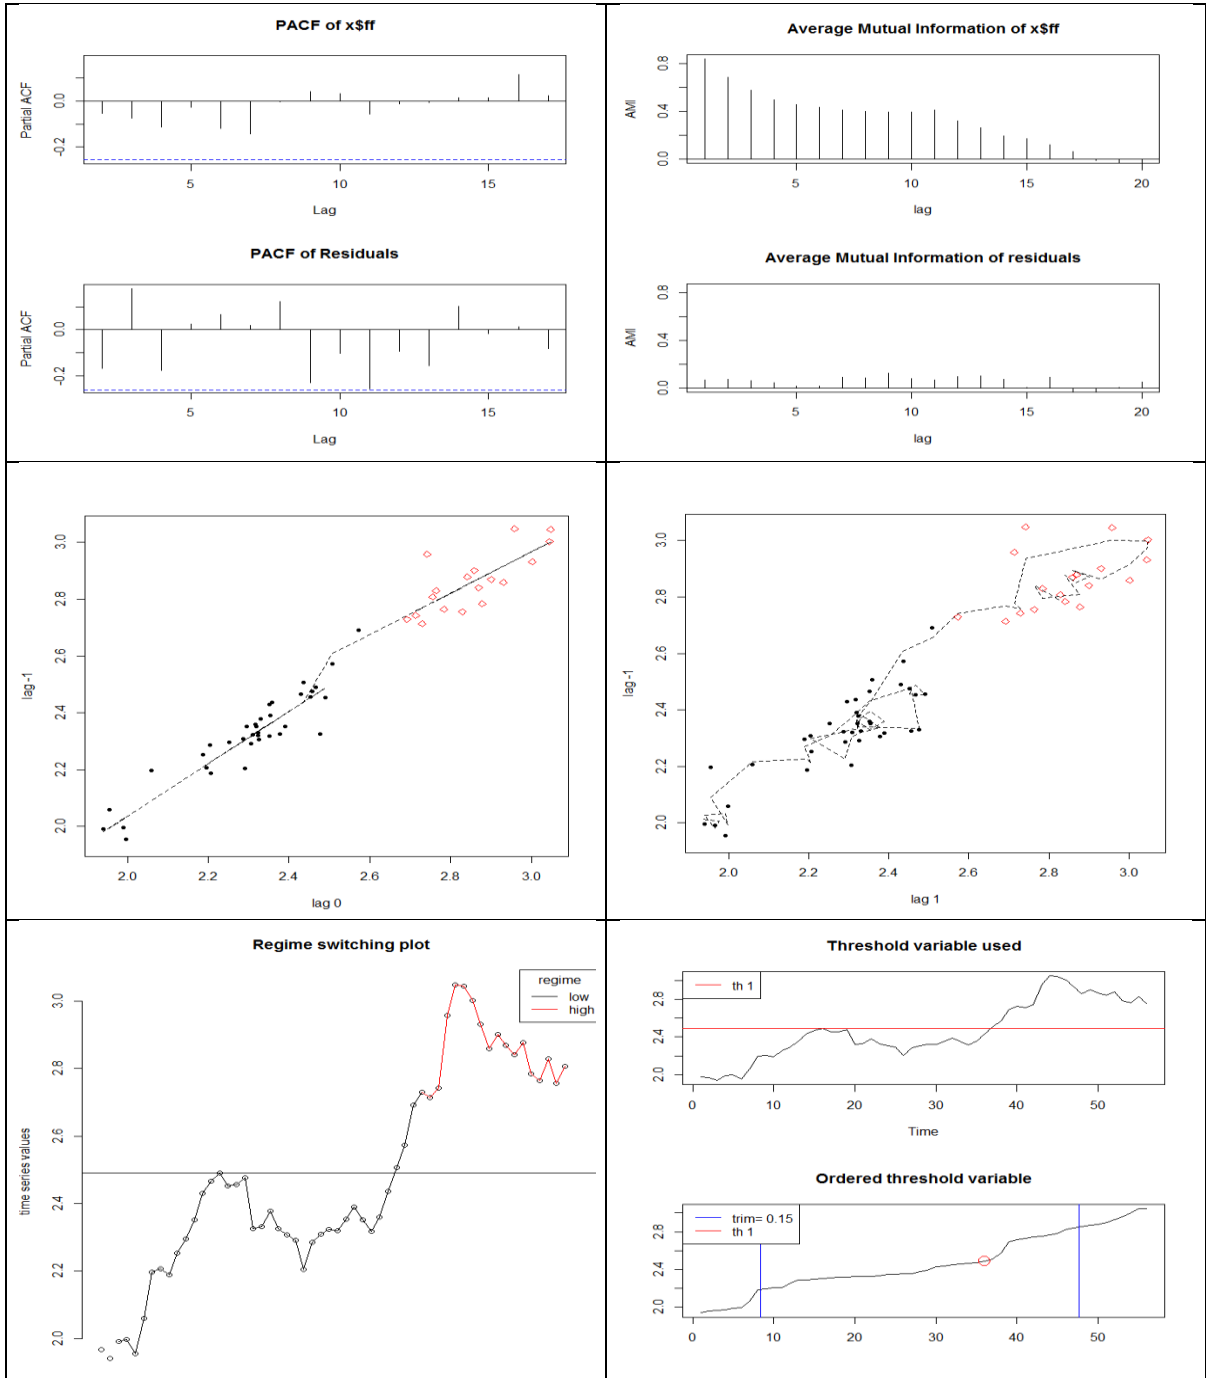 PACF of x$ff
Partial ACF
0.0
-0.2
5
10
15
Lag
PACF of Residuals
Partial ACF
0.0
-0.2
5
10
15
Lag
Average Mutual Information of x$ff
AMI
0.8
0.4
0.0
5
10
15
20
lag
Average Mutual Information of residuals
AMI
0.8
0.4
0.0
5
10
15
20
lag
lag -1
3.0
2.8
2.6
2.4
2.2
2.0
2.0 2.2 2.4 2.6 2.8 3.0
lag 0
lag -1
3.0
2.8
2.6
2.4
2.2
2.0
2.0 2.2 2.4 2.6 2.8 3.0
lag 1
Regime switching plot
regime
low
high
time series values
3.0
2.8
2.6
2.4
2.2
2.0
Threshold variable used
th 1
2.8
2.4
2.0
0 10 20 30 40 50
Time
Ordered threshold variable
trim= 0.15
th 1
2.8
2.4
2.0
0 10 20 30 40 50